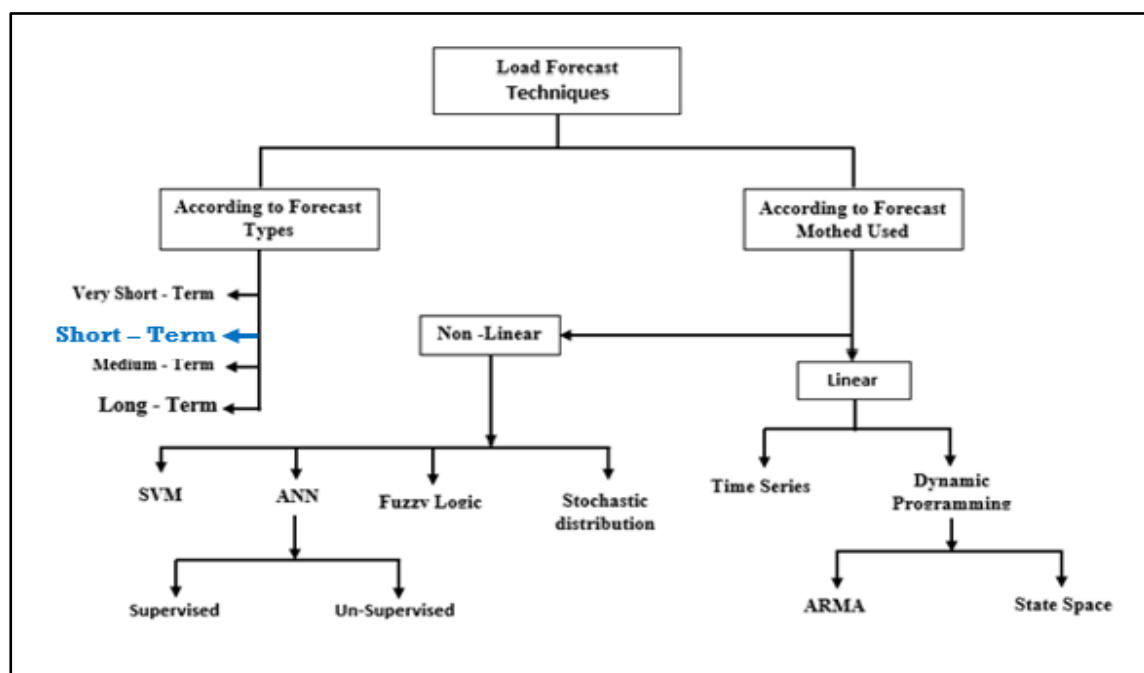 Load Forecast
Techniques
According to Forecast
Types
According to Forecast
Mothed Used
Very Short - Term
Short – Term
Medium - Term
Long - Term
Non -Linear
Linear
SVM
ANN
Fuzzy Logic
Stochastic
distribution
Time Series
Dynamic
Programming
Supervised
Un-Supervised
ARMA
State Space